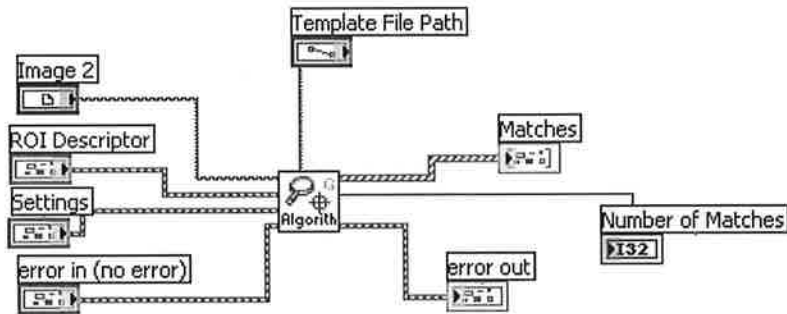 Template File Path
Image 2
ROI Descriptor
Settings
error in (no error)
G
Algorith
Matches
Number of Matches
I32
error out